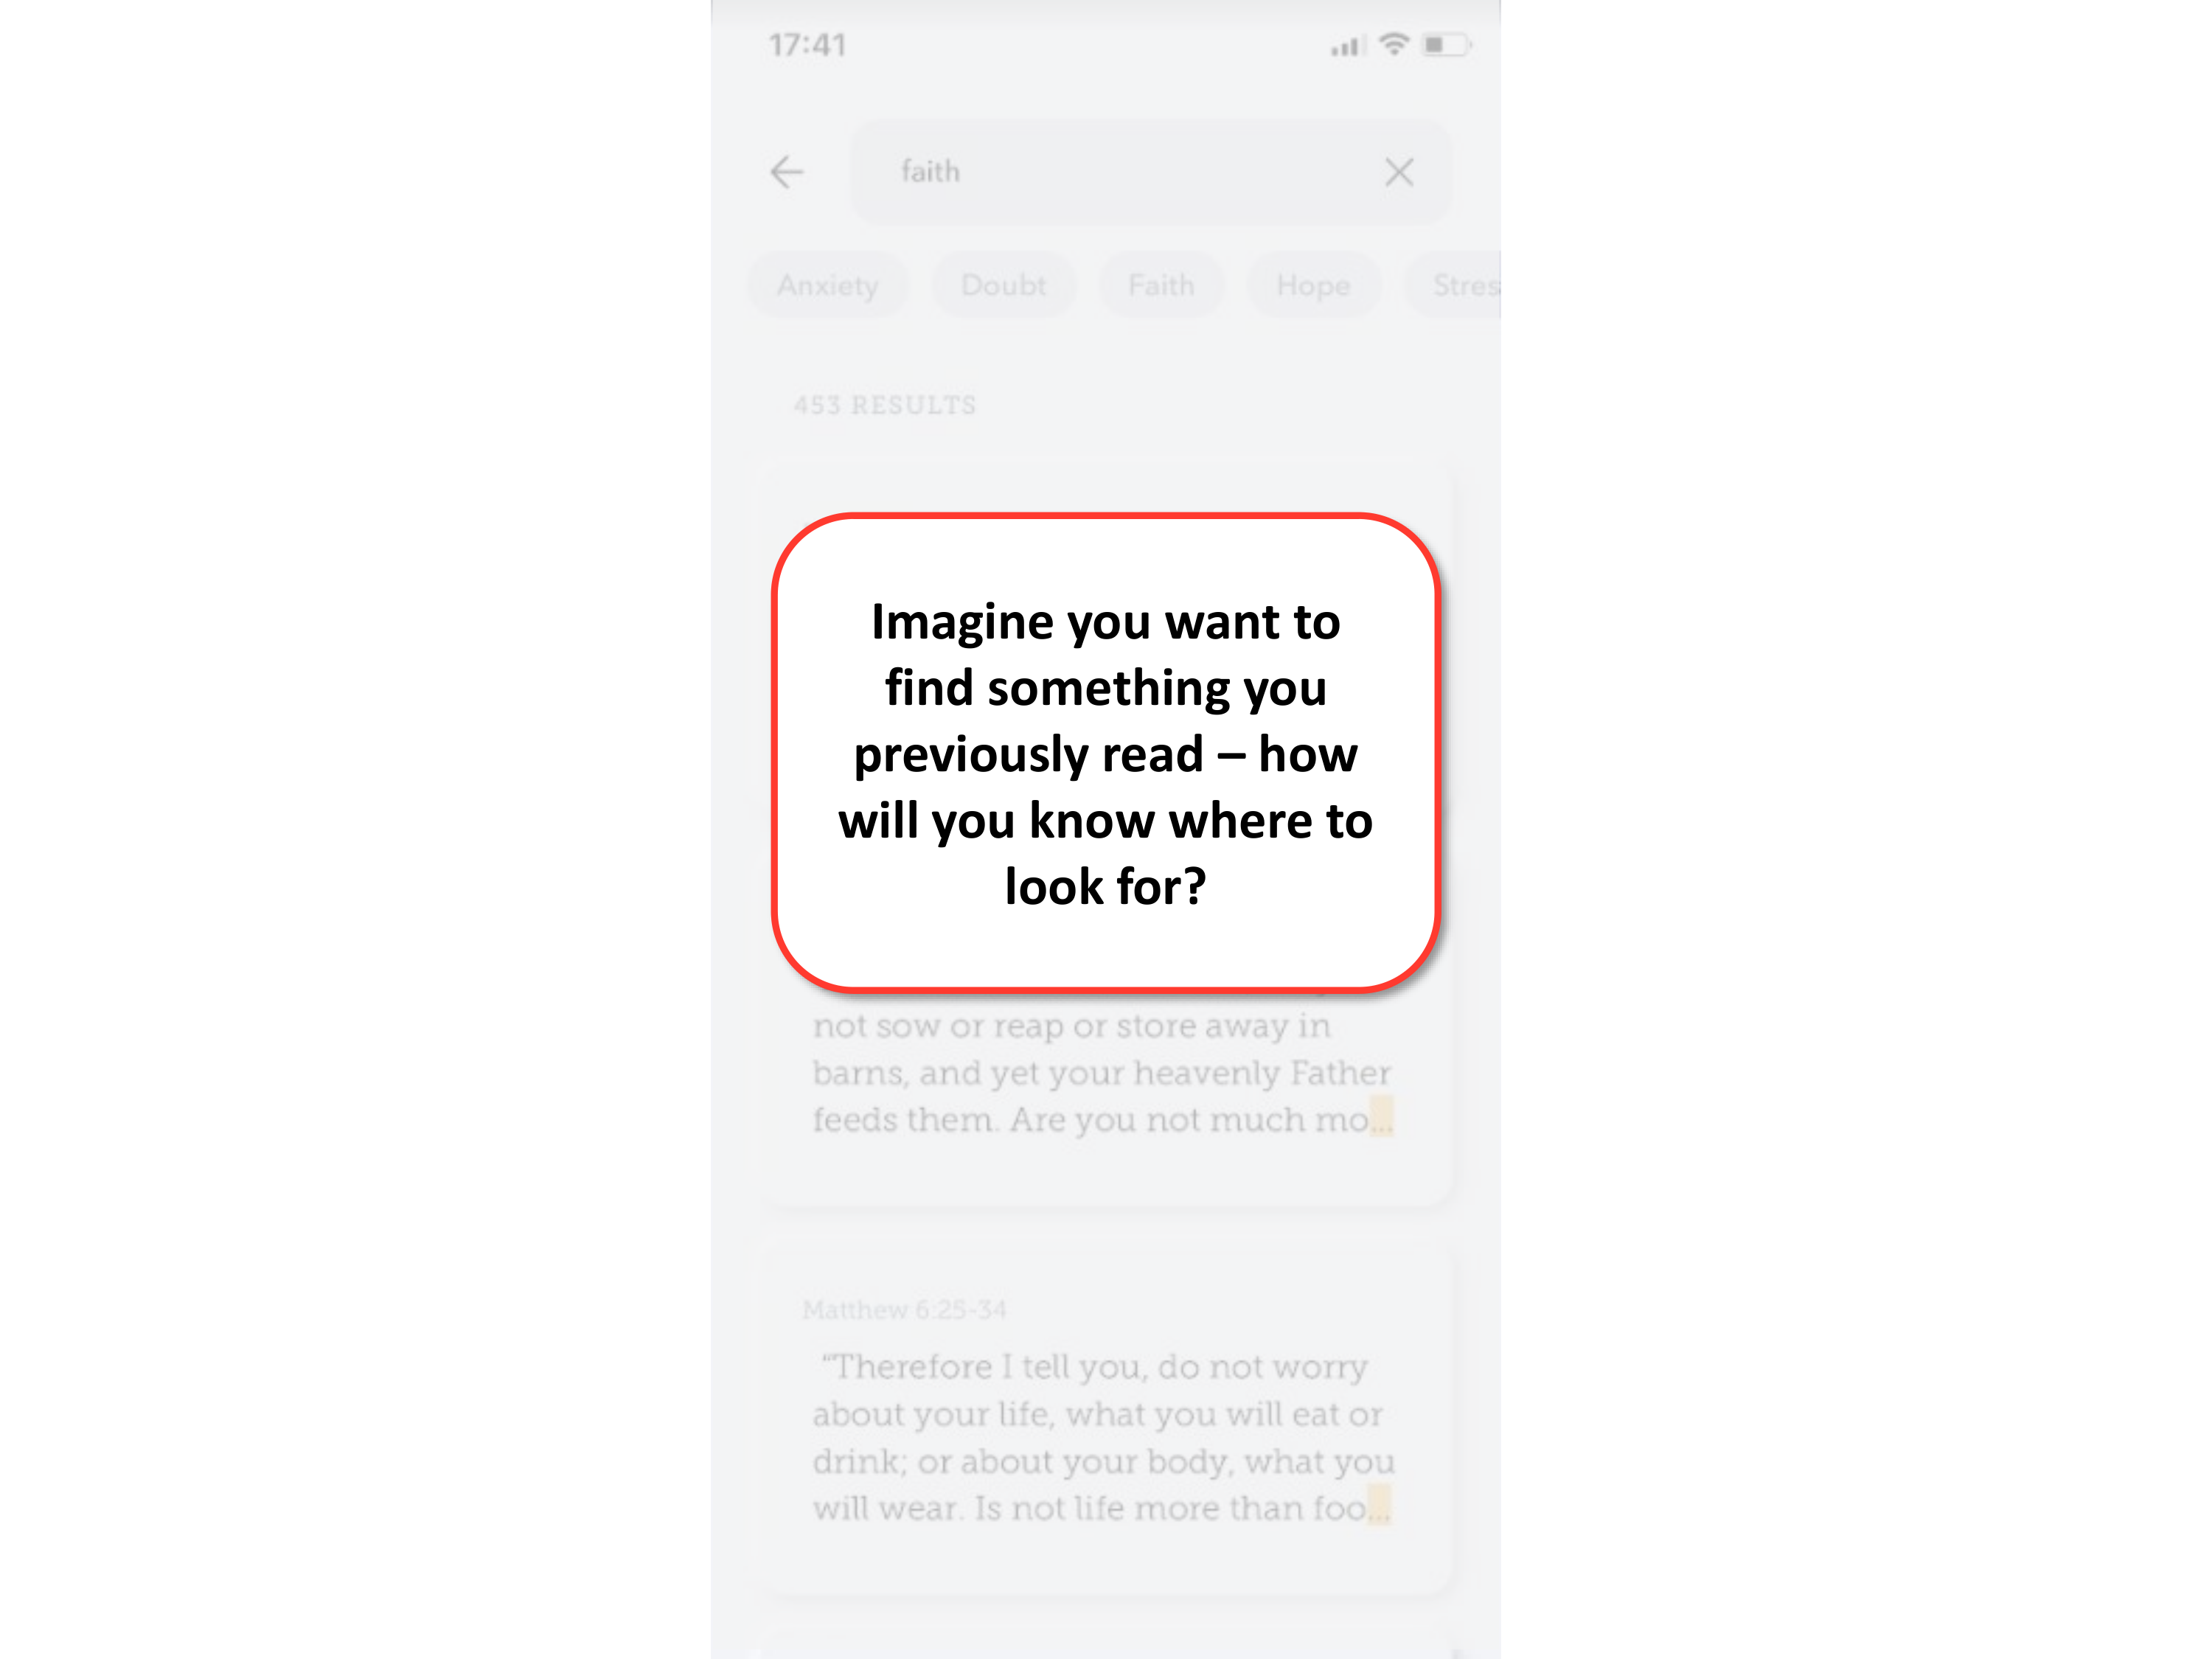 17:41
faith
Anxiety Doubt Faith Hope Stres
453 RESULTS
Imagine you want to
find something you
previously read – how
will you know where to
look for?
not sow or reap or store away in
barns, and yet your heavenly Father
feeds them. Are you not much mo...
Matthew 6:25-34
“Therefore I tell you, do not worry
about your life, what you will eat or
drink; or about your body, what you
will wear. Is not life more than foo...